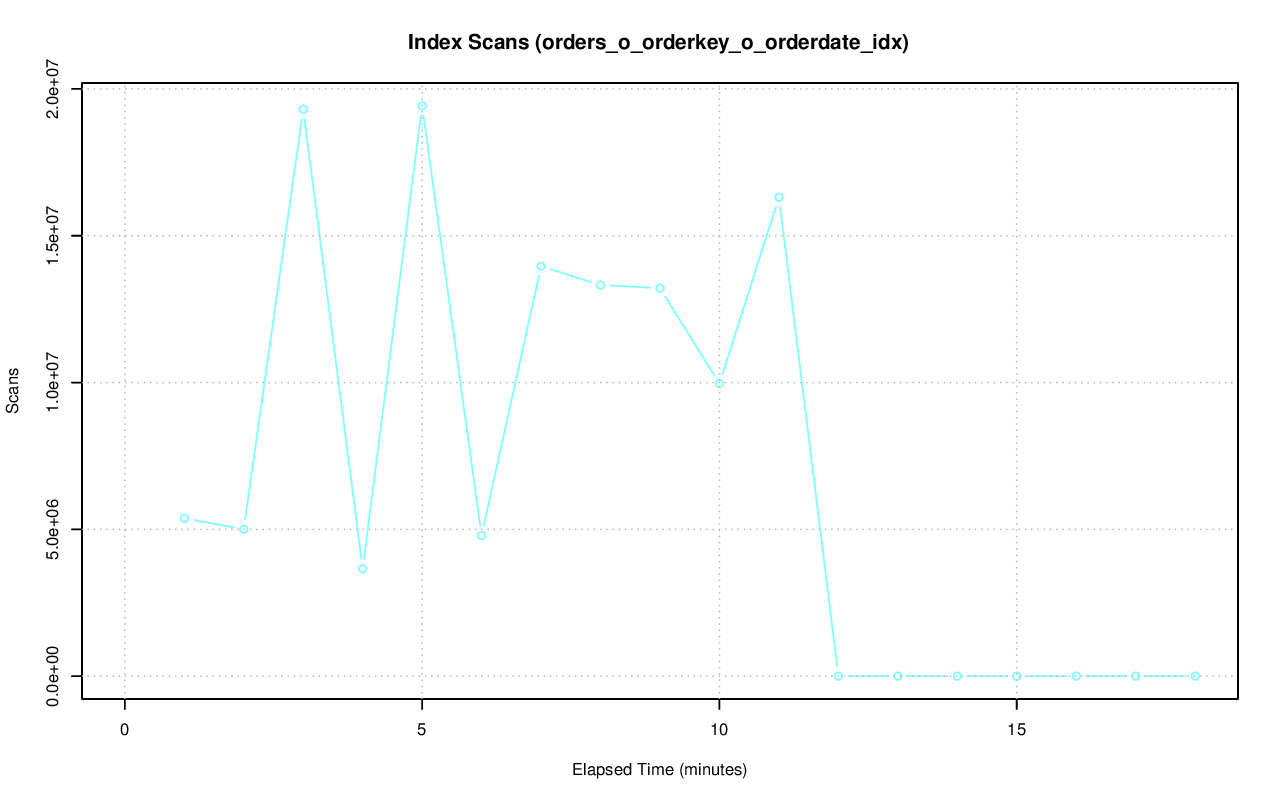 Index Scans (orders_o_orderkey_o_orderdate_idx)
2.0e+07
1.5e+07
1.0e+07
5.0e+06
0.0e+00
Scans
0 5 10 15
Elapsed Time (minutes)